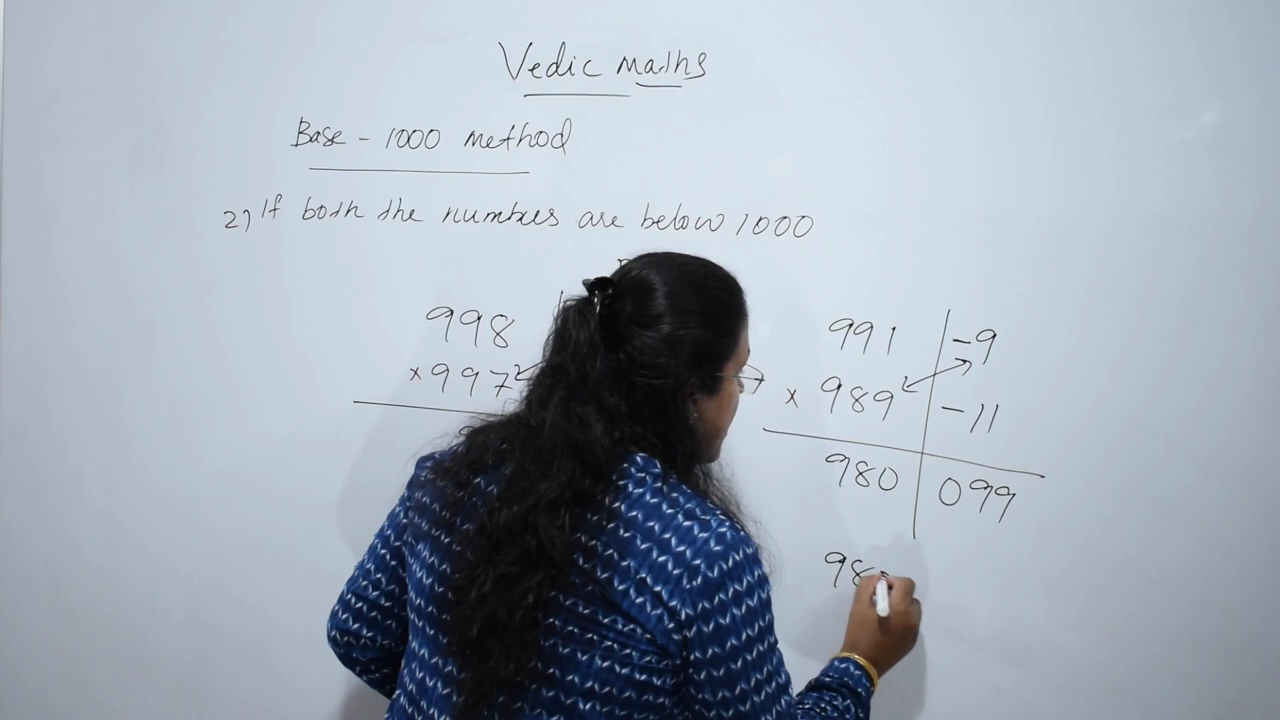 Vedic maths
Base - 1000 method
2) If both the numbers are below 1000
998
× 997
991 | -9
× 989 | -11
980 | 099
98